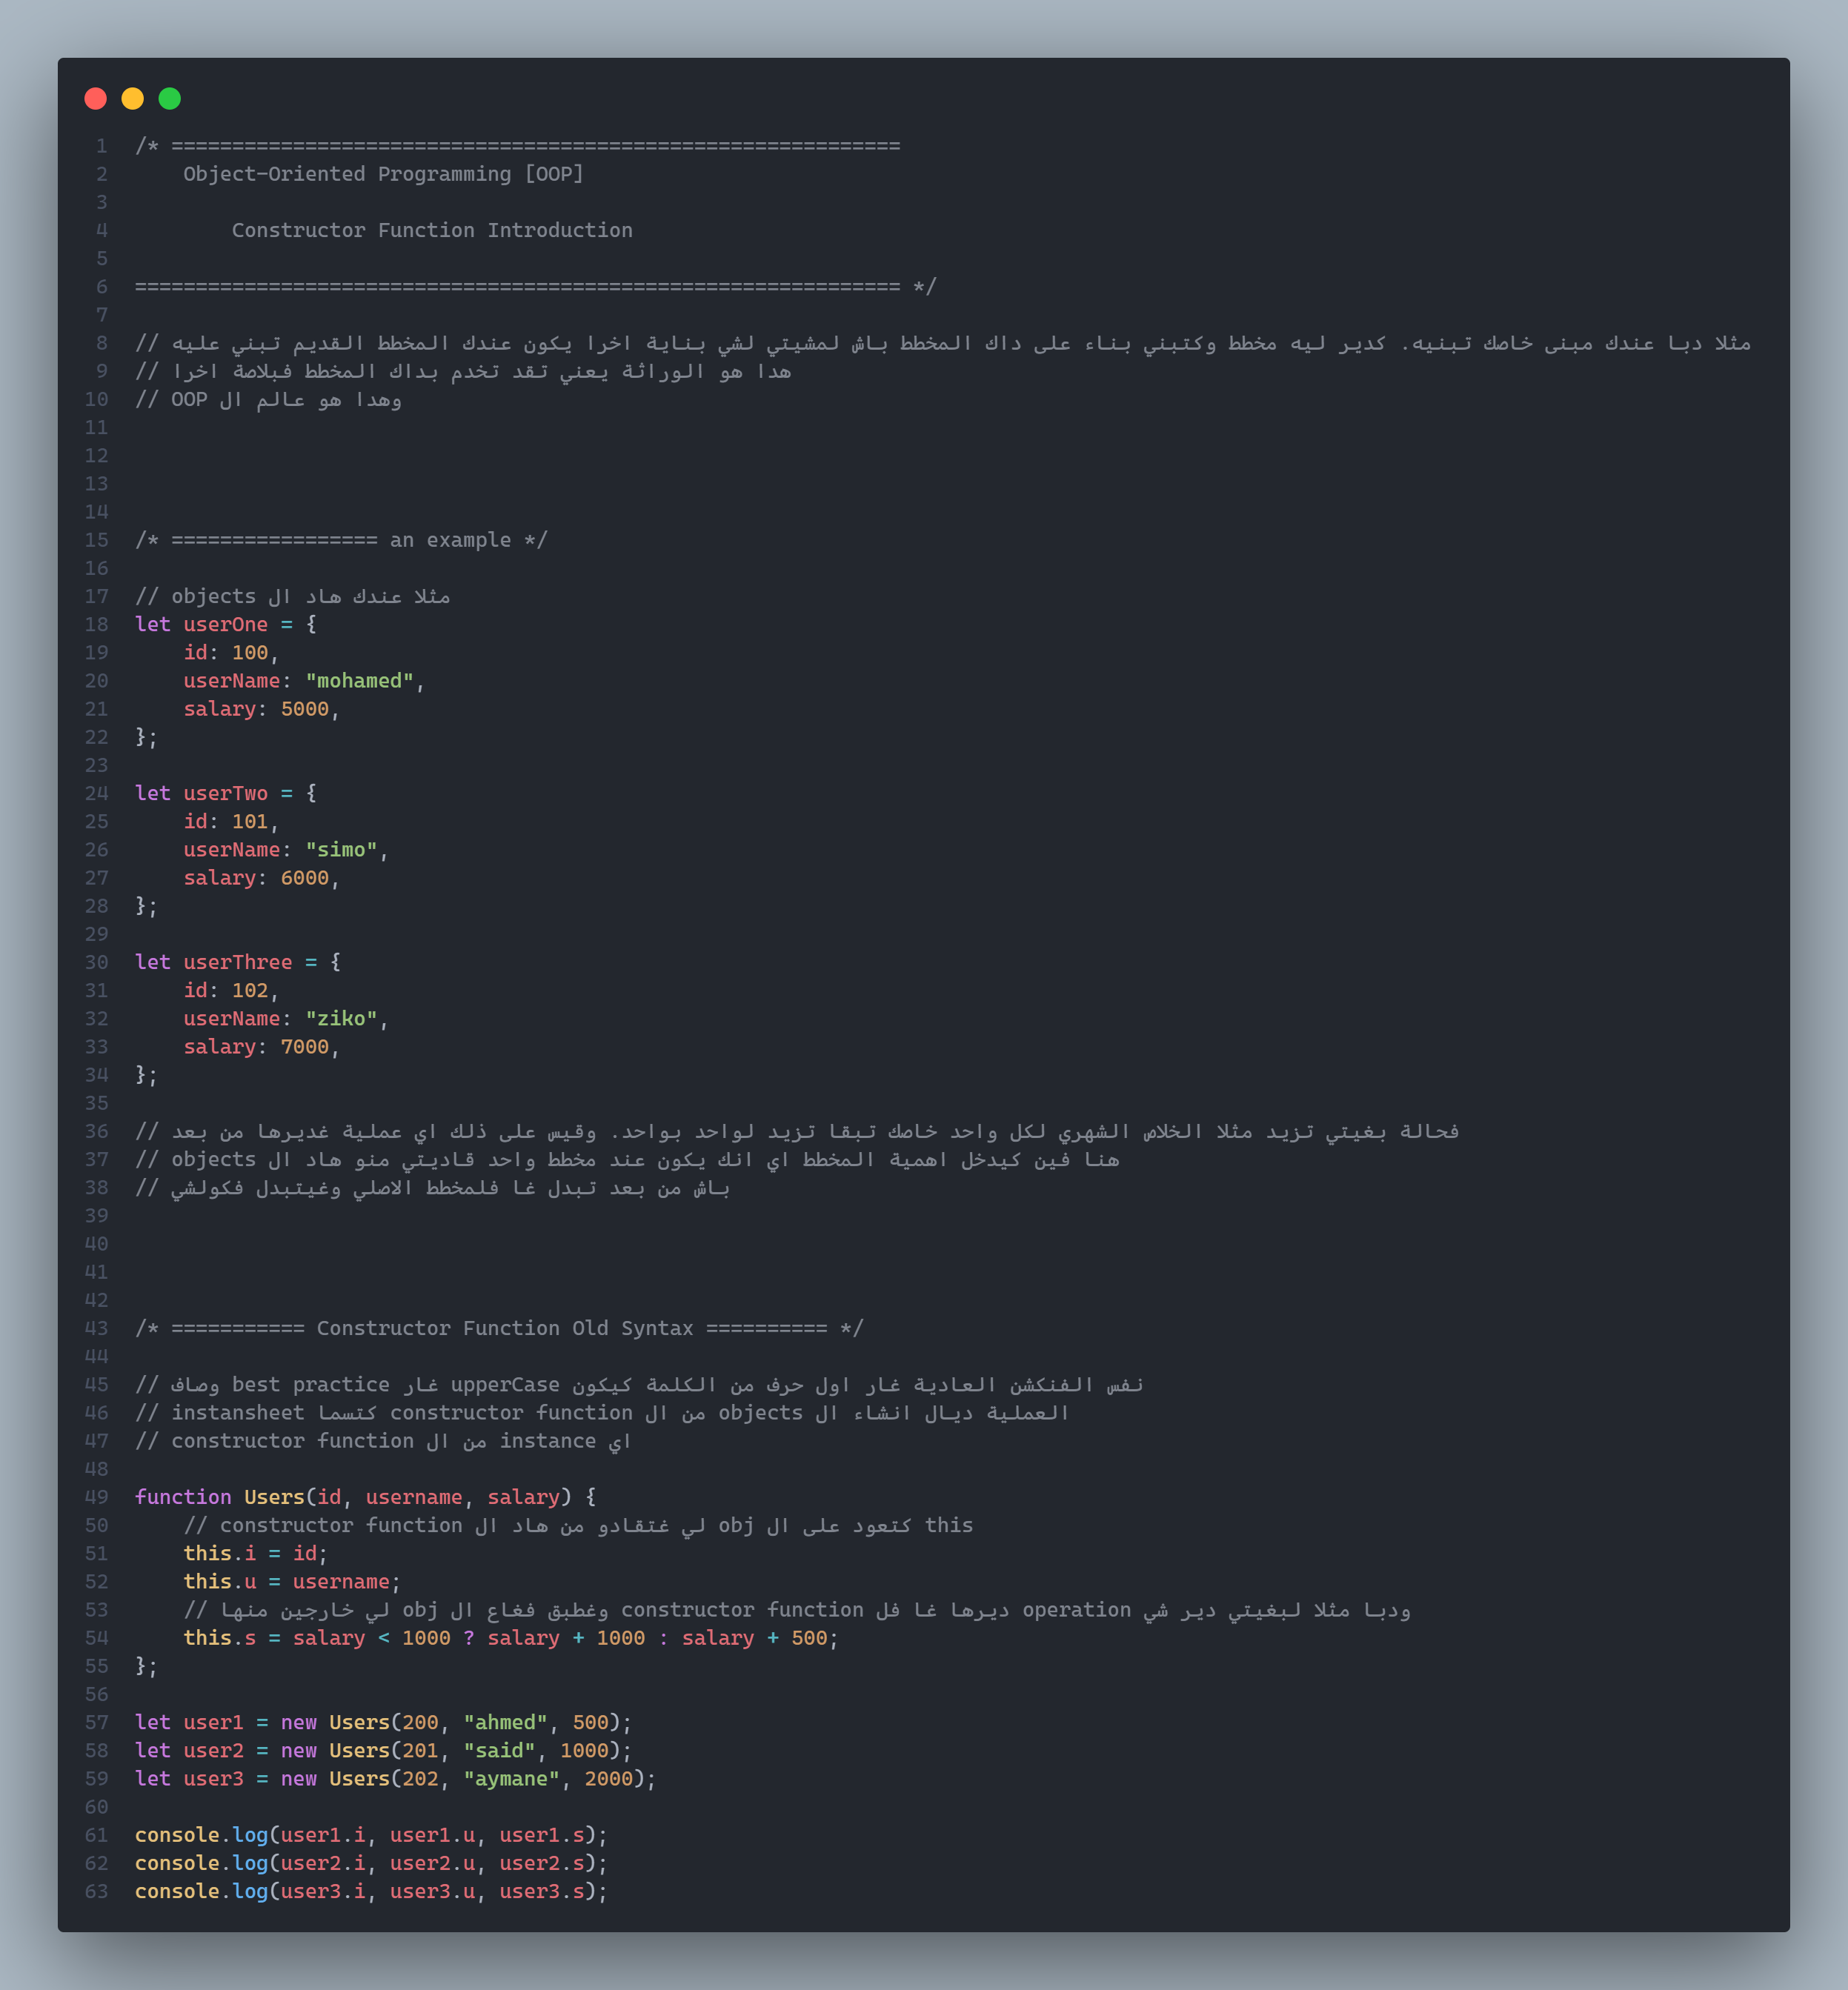 1 /* ============================================================
2     Object-Oriented Programming [OOP]
3
4         Constructor Function Introduction
5
6 =============================================================== */
7
8 // مثلا دبا عندك مبنى خاصك تبنيه. كدير ليه مخطط وكتبني بناء على داك المخطط باش لمشيتي لشي بناية اخرا يكون عندك المخطط القديم تبني عليه
9 // هدا هو الوراثة يعني تقد تخدم بداك المخطط فبلاصة اخرا
10 // OOP وهدا هو عالم ال
11
12
13
14
15 /* ================= an example */
16
17 // objects مثلا عندك هاد ال
18 let userOne = {
19     id: 100,
20     userName: "mohamed",
21     salary: 5000,
22 };
23
24 let userTwo = {
25     id: 101,
26     userName: "simo",
27     salary: 6000,
28 };
29
30 let userThree = {
31     id: 102,
32     userName: "ziko",
33     salary: 7000,
34 };
35
36 // فحالة بغيتي تزيد مثلا الخلاص الشهري لكل واحد خاصك تبقا تزيد لواحد بواحد. وقيس على ذلك اي عملية غديرها من بعد
37 // objects هنا فين كيدخل اهمية المخطط اي انك يكون عند مخطط واحد قاديتي منو هاد ال
38 // باش من بعد تبدل غا فلمخطط الاصلي وغيتبدل فكولشي
39
40
41
42
43 /* =========== Constructor Function Old Syntax ========== */
44
45 // نفس الفنكشن العادية غار اول حرف من الكلمة كيكون upperCase غار best practice وصاف
46 // العملية ديال انشاء ال objects من ال constructor function كتسما instansheet
47 // اي instance من ال constructor function
48
49 function Users(id, username, salary) {
50     // this كتعود على ال obj لي غتقادو من هاد ال constructor function
51     this.i = id;
52     this.u = username;
53     // ودبا مثلا لبغيتي دير شي operation ديرها غا فل constructor function وغطبق فغاع ال obj لي خارجين منها
54     this.s = salary < 1000 ? salary + 1000 : salary + 500;
55 };
56
57 let user1 = new Users(200, "ahmed", 500);
58 let user2 = new Users(201, "said", 1000);
59 let user3 = new Users(202, "aymane", 2000);
60
61 console.log(user1.i, user1.u, user1.s);
62 console.log(user2.i, user2.u, user2.s);
63 console.log(user3.i, user3.u, user3.s);